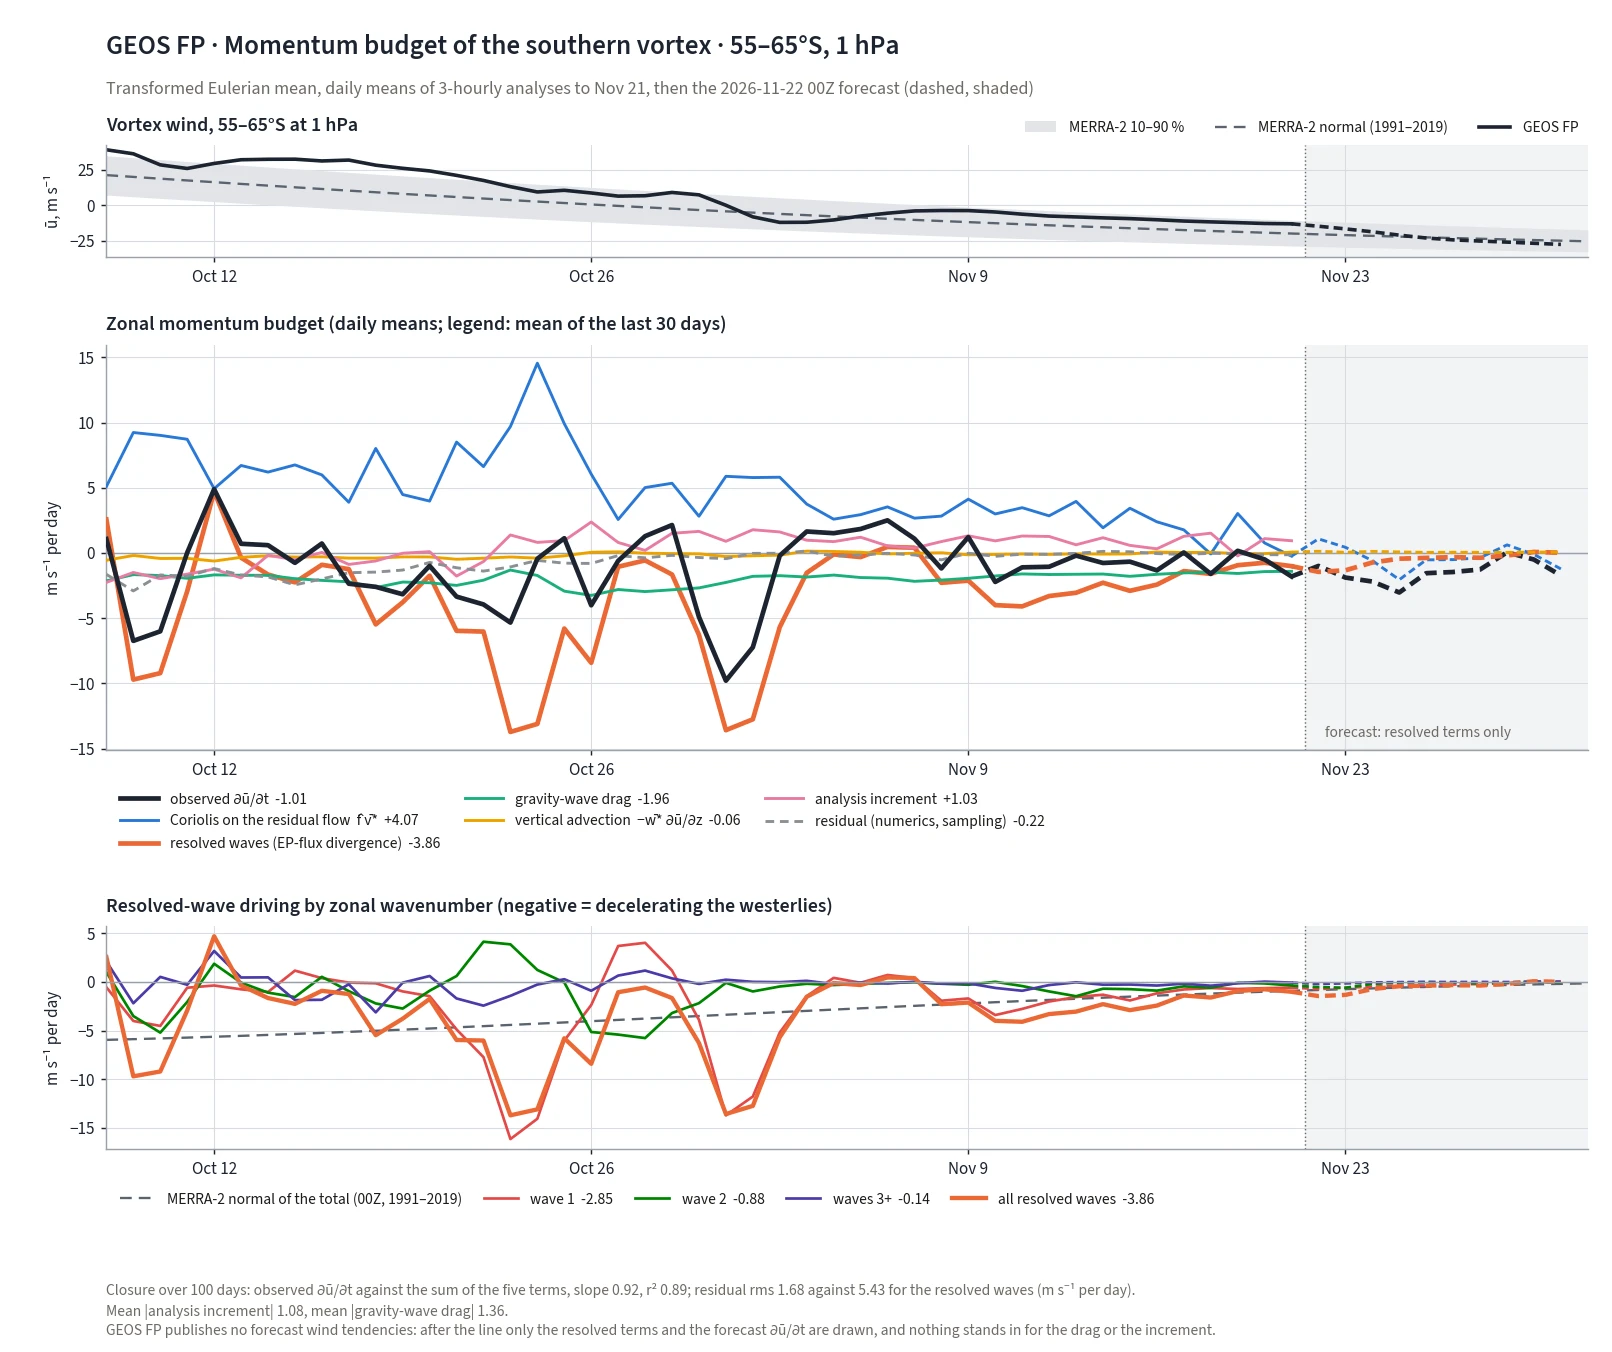 GEOS FP · Momentum budget of the southern vortex · 55–65°S, 1 hPa
Transformed Eulerian mean, daily means of 3-hourly analyses to Nov 21, then the 2026-11-22 00Z forecast (dashed, shaded)
Vortex wind, 55–65°S at 1 hPa
MERRA-2 10–90 %
MERRA-2 normal (1991–2019)
GEOS FP
ū, m s⁻¹
25
0
−25
Oct 12
Oct 26
Nov 9
Nov 23
Zonal momentum budget (daily means; legend: mean of the last 30 days)
m s⁻¹ per day
15
10
5
0
−5
−10
−15
forecast: resolved terms only
Oct 12
Oct 26
Nov 9
Nov 23
observed ∂ū/∂t -1.01
gravity-wave drag -1.96
analysis increment +1.03
Coriolis on the residual flow f v̄* +4.07
vertical advection −w̄* ∂ū/∂z -0.06
residual (numerics, sampling) -0.22
resolved waves (EP-flux divergence) -3.86
Resolved-wave driving by zonal wavenumber (negative = decelerating the westerlies)
m s⁻¹ per day
5
0
−5
−10
−15
Oct 12
Oct 26
Nov 9
Nov 23
MERRA-2 normal of the total (00Z, 1991–2019)
wave 1 -2.85
wave 2 -0.88
waves 3+ -0.14
all resolved waves -3.86
Closure over 100 days: observed ∂ū/∂t against the sum of the five terms, slope 0.92, r² 0.89; residual rms 1.68 against 5.43 for the resolved waves (m s⁻¹ per day).
Mean |analysis increment| 1.08, mean |gravity-wave drag| 1.36.
GEOS FP publishes no forecast wind tendencies: after the line only the resolved terms and the forecast ∂ū/∂t are drawn, and nothing stands in for the drag or the increment.